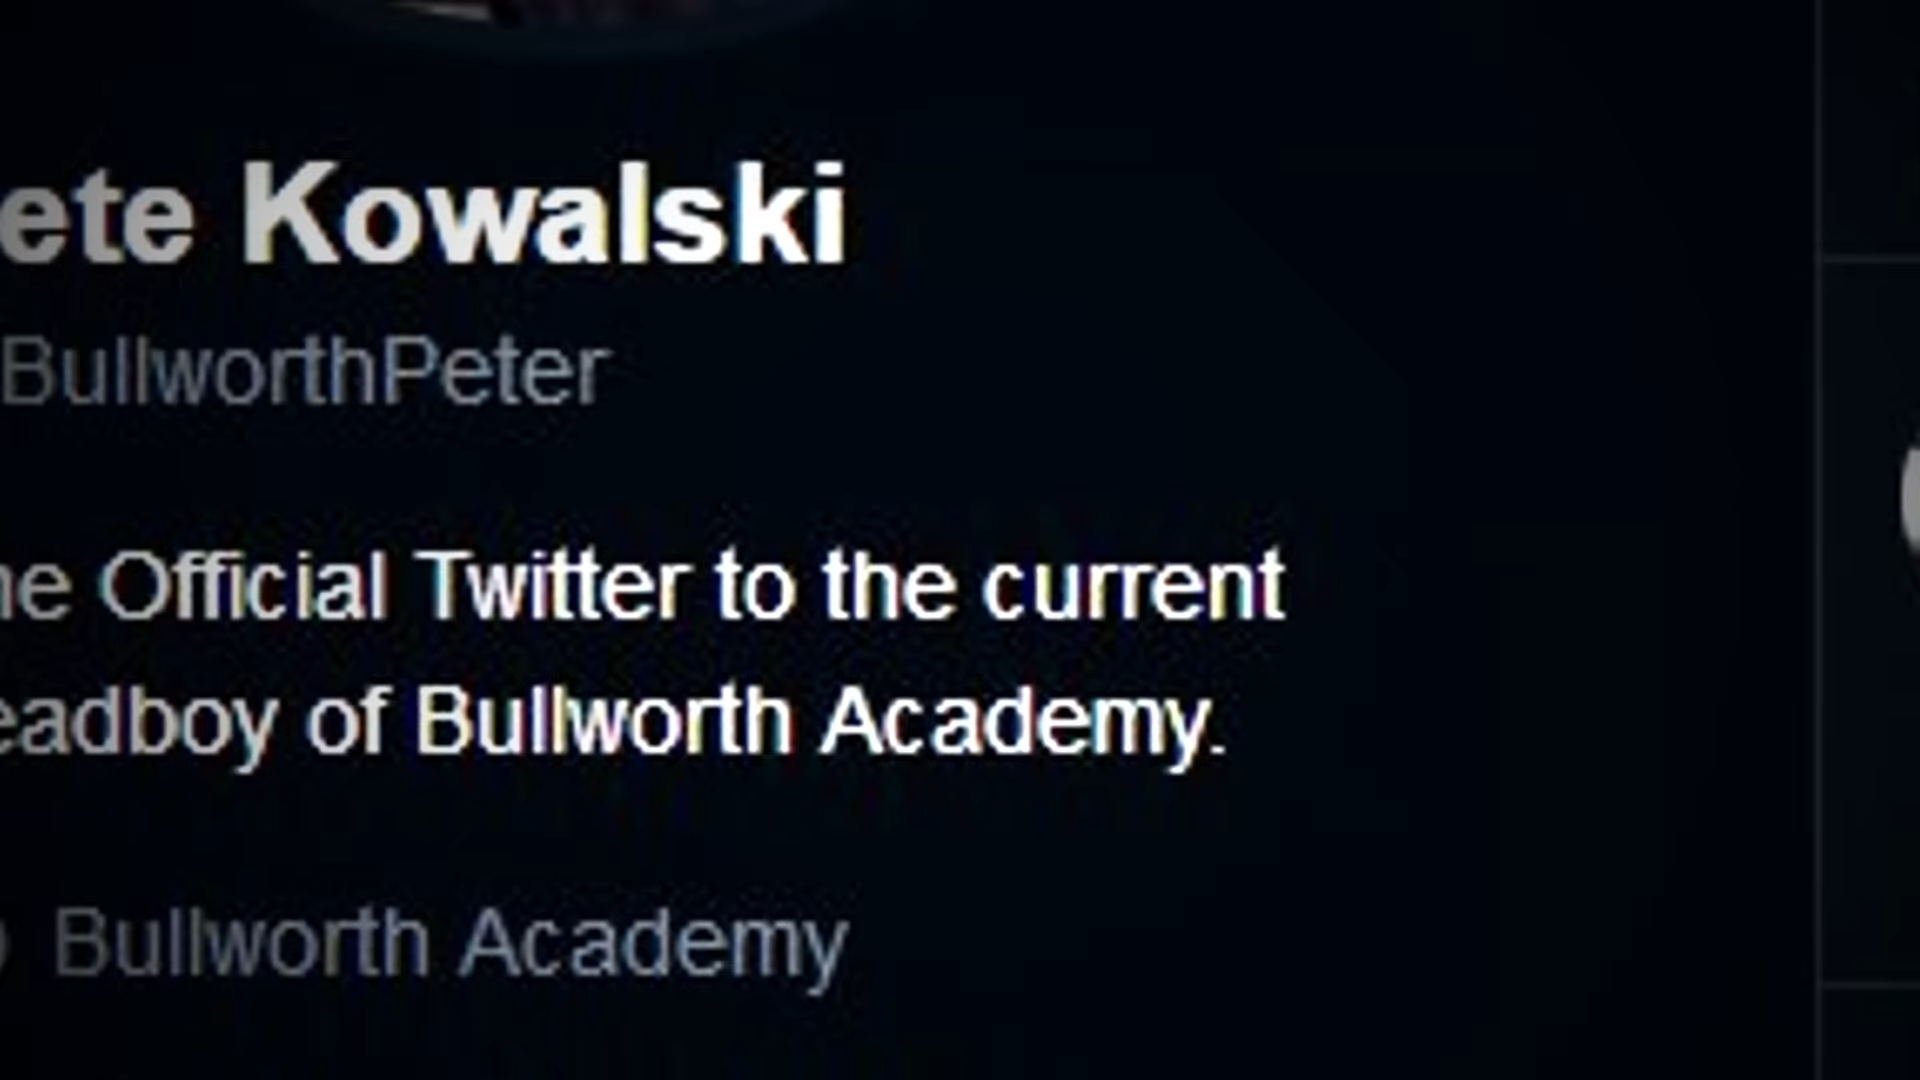 ete Kowalski
BullworthPeter
he Official Twitter to the current
eadboy of Bullworth Academy.
Bullworth Academy